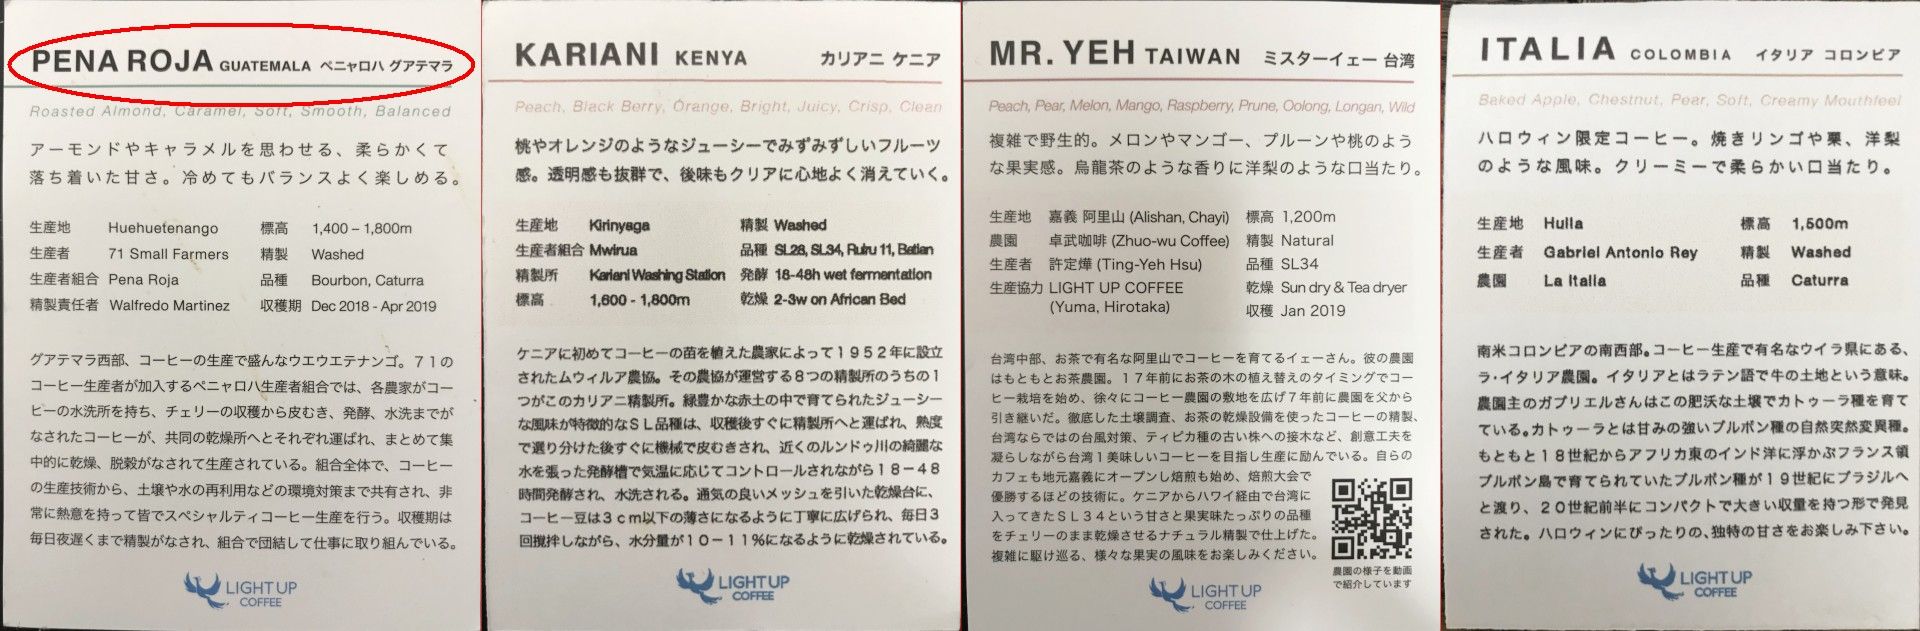 PENA ROJA GUATEMALA ペニャロハ グアテマラ
Roasted Almond, Caramel, Soft, Smooth, Balanced
アーモンドやキャラメルを思わせる、柔らかくて
落ち着いた甘さ。冷めてもバランスよく楽しめる。
生産地 Huehuetenango 標高 1,400 – 1,800m
生産者 71 Small Farmers 精製 Washed
生産者組合 Pena Roja 品種 Bourbon, Caturra
精製責任者 Walfredo Martinez 収穫期 Dec 2018 - Apr 2019
グアテマラ西部、コーヒーの生産で盛んなウエウエテナンゴ。７１の
コーヒー生産者が加入するペニャロハ生産者組合では、各農家がコー
ヒーの水洗所を持ち、チェリーの収穫から皮むき、発酵、水洗までが
なされたコーヒーが、共同の乾燥所へとそれぞれ運ばれ、まとめて集
中的に乾燥、脱穀がなされて生産されている。組合全体で、コーヒー
の生産技術から、土壌や水の再利用などの環境対策まで共有され、非
常に熱意を持って皆でスペシャルティコーヒー生産を行う。収穫期は
毎日夜遅くまで精製がなされ、組合で団結して仕事に取り組んでいる。
LIGHT UP
COFFEE
KARIANI KENYA カリアニ ケニア
Peach, Black Berry, Orange, Bright, Juicy, Crisp, Clean
桃やオレンジのようなジューシーでみずみずしいフルーツ
感。透明感も抜群で、後味もクリアに心地よく消えていく。
生産地 Kirinyaga 精製 Washed
生産者組合 Mwirua 品種 SL28, SL34, Ruiru 11, Batian
精製所 Kariani Washing Station 発酵 18-48h wet fermentation
標高 1,600 - 1,800m 乾燥 2-3w on African Bed
ケニアに初めてコーヒーの苗を植えた農家によって１９５２年に設立
されたムウィルア農協。その農協が運営する８つの精製所のうちの１
つがこのカリアニ精製所。緑豊かな赤土の中で育てられたジューシー
な風味が特徴的なＳＬ品種は、収穫後すぐに精製所へと運ばれ、熟度
で選り分けた後すぐに機械で皮むきされ、近くのルンドゥ川の綺麗な
水を張った発酵槽で気温に応じてコントロールされながら１８－４８
時間発酵され、水洗される。通気の良いメッシュを引いた乾燥台に、
コーヒー豆は３ｃｍ以下の薄さになるように丁寧に広げられ、毎日３
回撹拌しながら、水分量が１０－１１％になるように乾燥されている。
LIGHT UP
COFFEE
MR. YEH TAIWAN ミスターイェー 台湾
Peach, Pear, Melon, Mango, Raspberry, Prune, Oolong, Longan, Wild
複雑で野生的。メロンやマンゴー、プルーンや桃のよう
な果実感。烏龍茶のような香りに洋梨のような口当たり。
生産地 嘉義 阿里山 (Alishan, Chayi) 標高 1,200m
農園 卓武咖啡 (Zhuo-wu Coffee) 精製 Natural
生産者 許定燁 (Ting-Yeh Hsu) 品種 SL34
生産協力 LIGHT UP COFFEE 乾燥 Sun dry & Tea dryer
(Yuma, Hirotaka) 収穫 Jan 2019
台湾中部、お茶で有名な阿里山でコーヒーを育てるイェーさん。彼の農園
はもともとお茶農園。１７年前にお茶の木の植え替えのタイミングでコー
ヒー栽培を始め、徐々にコーヒー農園の敷地を広げ７年前に農園を父から
引き継いだ。徹底した土壌調査、お茶の乾燥設備を使ったコーヒーの精製、
台湾ならではの台風対策、ティピカ種の古い株への接木など、創意工夫を
凝らしながら台湾１美味しいコーヒーを目指し生産に励んでいる。自らの
カフェも地元嘉義にオープンし焙煎も始め、焙煎大会で
優勝するほどの技術に。ケニアからハワイ経由で台湾に
入ってきたＳＬ３４という甘さと果実味たっぷりの品種
をチェリーのまま乾燥させるナチュラル精製で仕上げた。
複雑に駆け巡る、様々な果実の風味をお楽しみください。
農園の様子を動画
で紹介しています
LIGHT UP
COFFEE
ITALIA COLOMBIA イタリア コロンビア
Baked Apple, Chestnut, Pear, Soft, Creamy Mouthfeel
ハロウィン限定コーヒー。焼きリンゴや栗、洋梨
のような風味。クリーミーで柔らかい口当たり。
生産地 Huila 標高 1,500m
生産者 Gabriel Antonio Rey 精製 Washed
農園 La Italia 品種 Caturra
南米コロンビアの南西部。コーヒー生産で有名なウイラ県にある、
ラ・イタリア農園。イタリアとはラテン語で牛の土地という意味。
農園主のガブリエルさんはこの肥沃な土壌でカトゥーラ種を育て
ている。カトゥーラとは甘みの強いブルボン種の自然突然変異種。
もともと１８世紀からアフリカ東のインド洋に浮かぶフランス領
ブルボン島で育てられていたブルボン種が１９世紀にブラジルへ
と渡り、２０世紀前半にコンパクトで大きい収量を持つ形で発見
された。ハロウィンにぴったりの、独特の甘さをお楽しみ下さい。
LIGHT UP
COFFEE